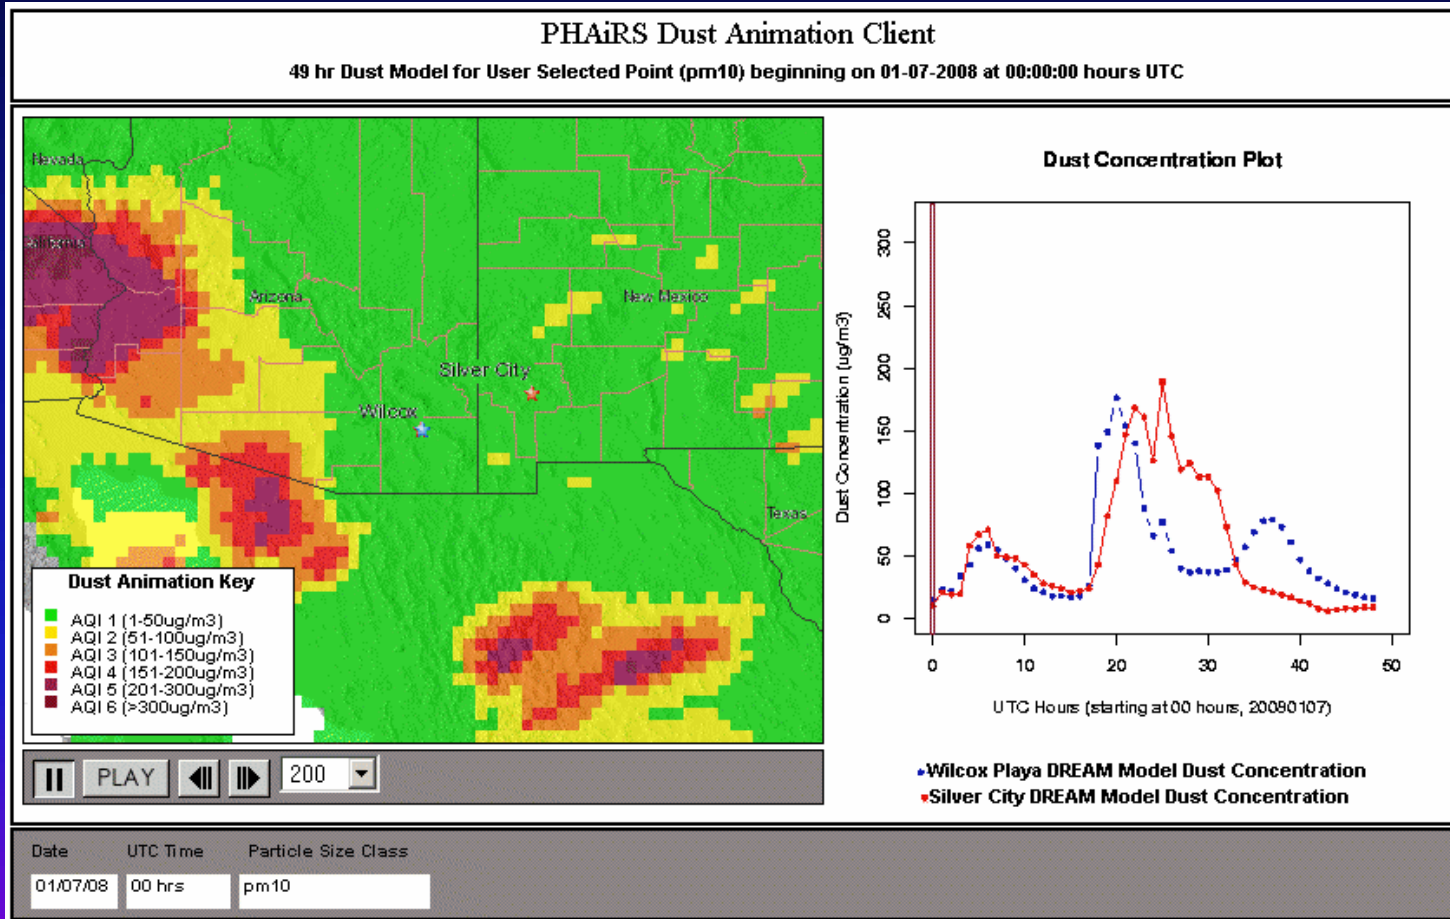 PHAiRS Dust Animation Client
49 hr Dust Model for User Selected Point (pm10) beginning on 01-07-2008 at 00:00:00 hours UTC
Nevada
California
Arizona
New Mexico
Silver City
Wilcox
Texas
Dust Animation Key
AQI 1 (1-50ug/m3)
AQI 2 (51-100ug/m3)
AQI 3 (101-150ug/m3)
AQI 4 (151-200ug/m3)
AQI 5 (201-300ug/m3)
AQI 6 (>300ug/m3)
PLAY
200
Dust Concentration Plot
Dust Concentration (ug/m3)
300
250
200
150
100
50
0
0 10 20 30 40 50
UTC Hours (starting at 00 hours, 20080107)
Wilcox Playa DREAM Model Dust Concentration
Silver City DREAM Model Dust Concentration
Date UTC Time Particle Size Class
01/07/08 00 hrs pm10